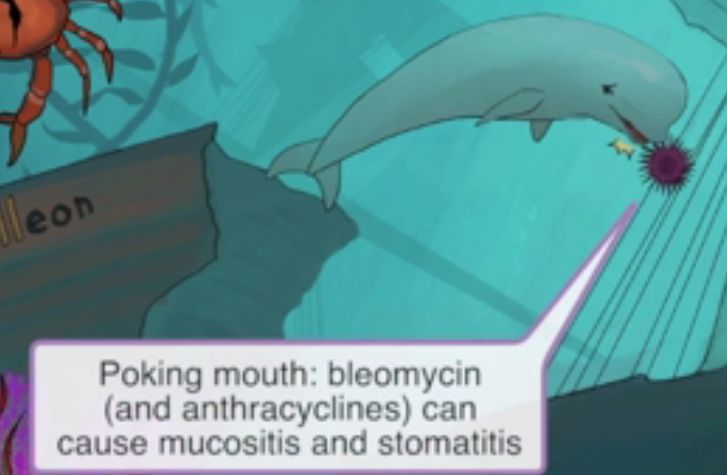 lleon
Poking mouth: bleomycin
(and anthracyclines) can
cause mucositis and stomatitis